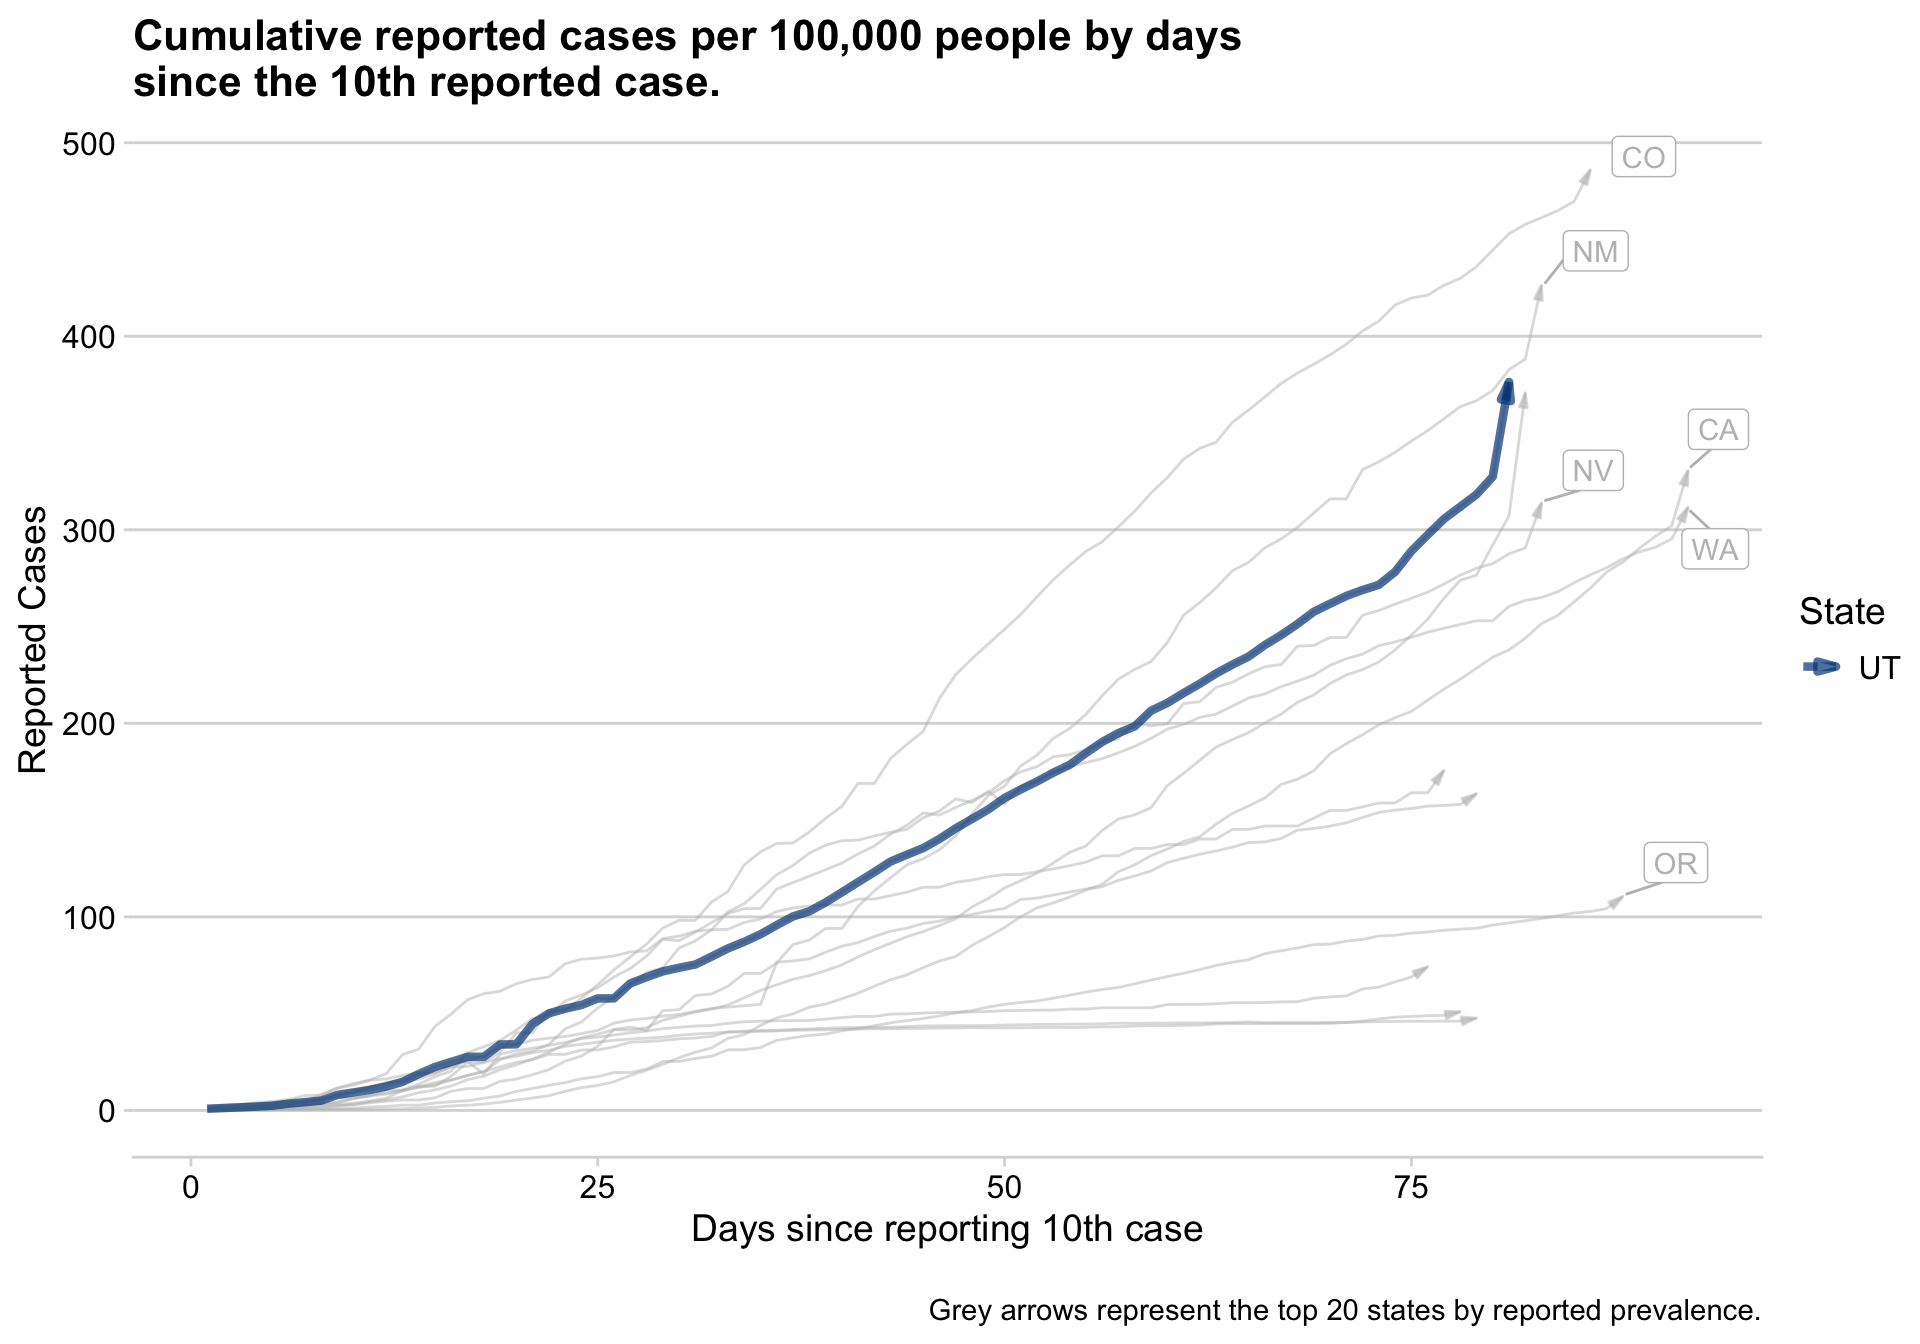 Cumulative reported cases per 100,000 people by days
since the 10th reported case.
500
CO
NM
400
CA
NV
300
WA
Reported Cases
State
UT
200
OR
100
0
0
25
50
75
Days since reporting 10th case
Grey arrows represent the top 20 states by reported prevalence.